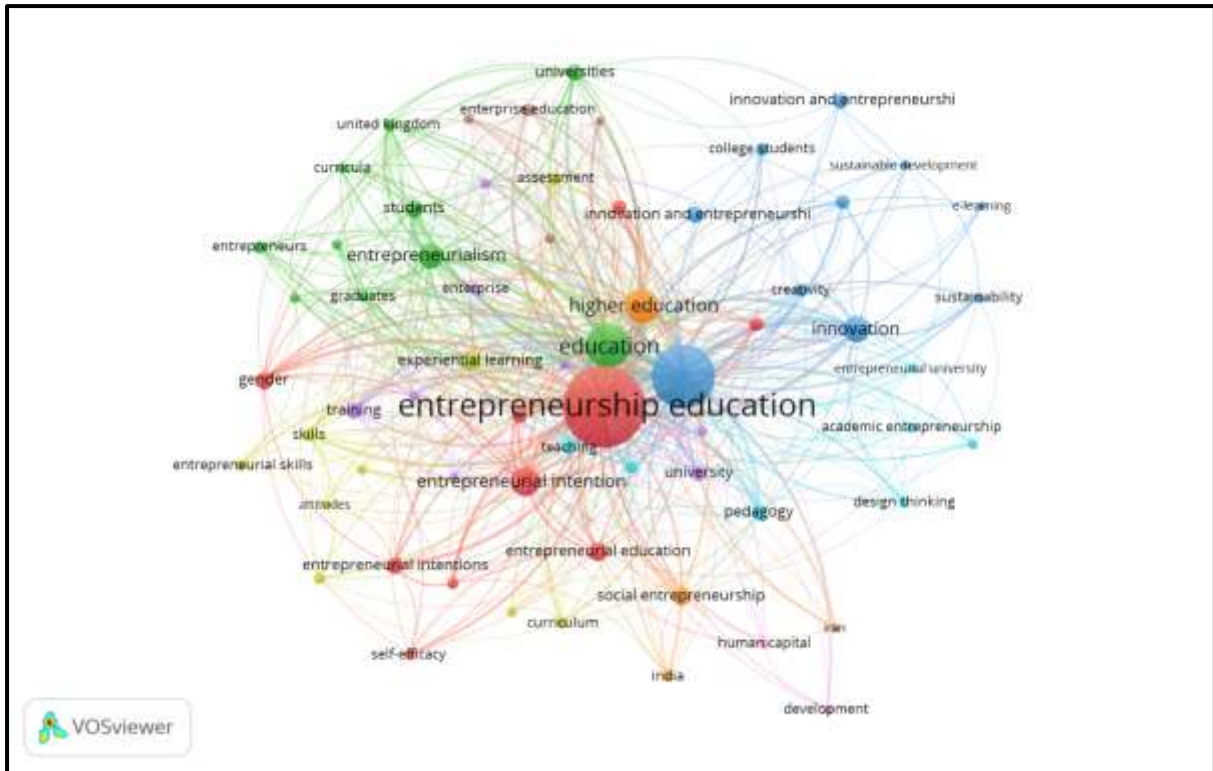 universities
innovation and entrepreneurshi
enterprise education
united kingdom
college students
sustainable development
curricula
assessment
students
innovation and entrepreneurshi
e-learning
entrepreneurs
entrepreneurialism
enterprise
creativity
graduates
higher education
sustainability
innovation
education
experiential learning
entrepreneurial university
gender
training
entrepreneurship education
skills
teaching
academic entrepreneurship
entrepreneurial skills
entrepreneurial intention
university
attitudes
pedagogy
design thinking
entrepreneurial education
entrepreneurial intentions
social entrepreneurship
curriculum
iran
human capital
self-efficacy
india
development
VOSviewer